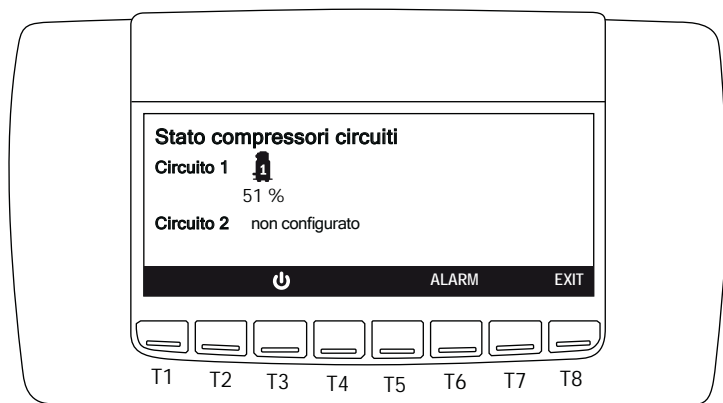 Stato compressori circuiti
Circuito 1 1
51 %
Circuito 2 non configurato
ALARM EXIT
T1 T2 T3 T4 T5 T6 T7 T8